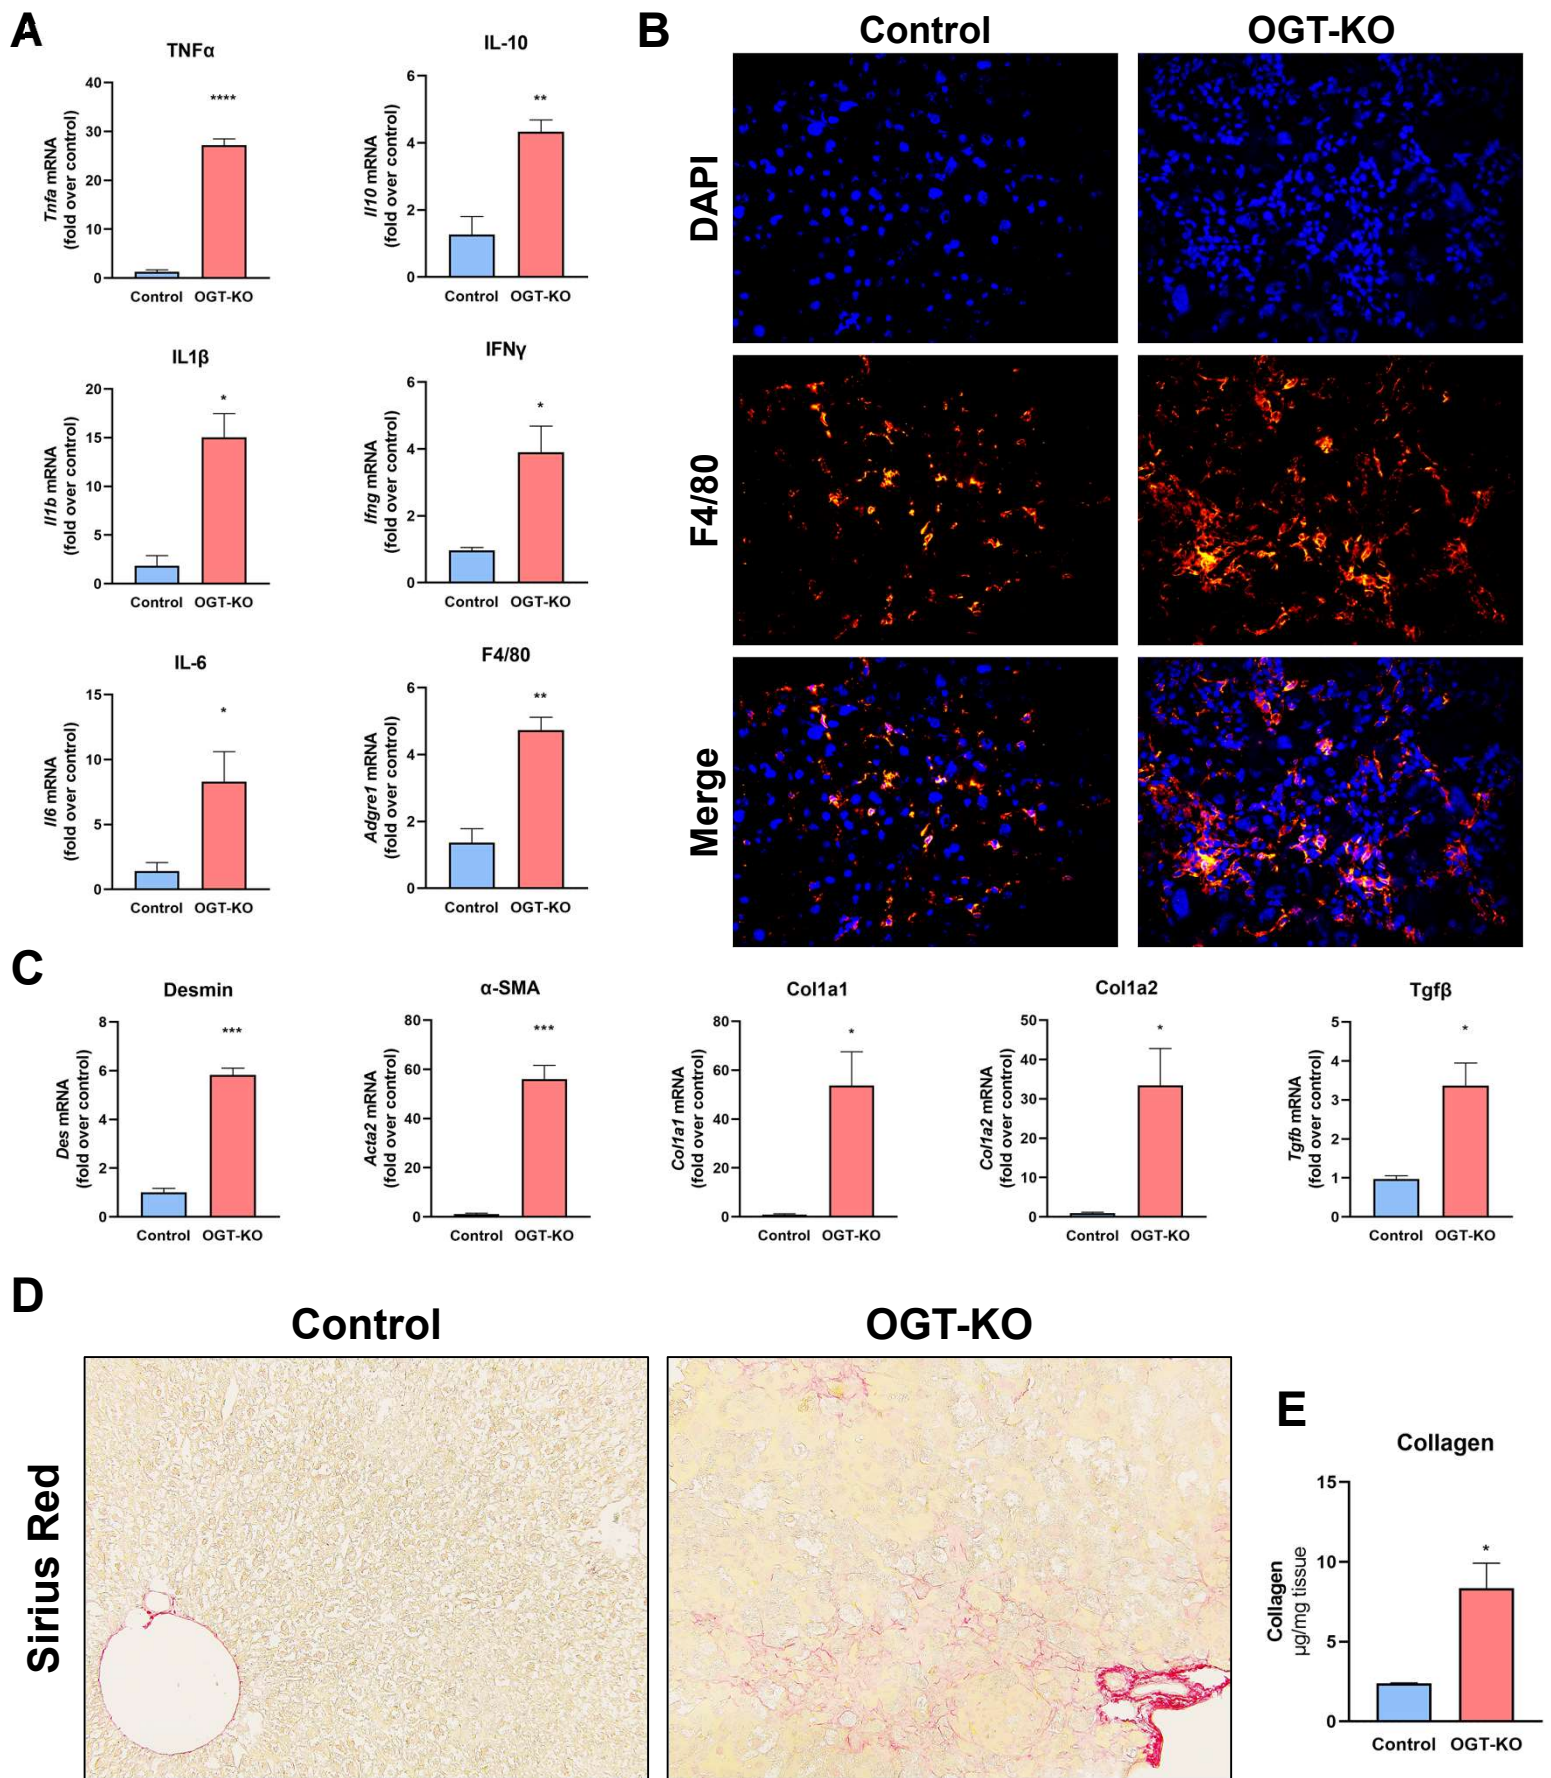 A
TNFα
40
30
20
10
0
Tnfa mRNA
(fold over control)
****
Control OGT-KO
IL-10
6
4
2
0
Il10 mRNA
(fold over control)
**
Control OGT-KO
IL1β
20
15
10
5
0
Il1b mRNA
(fold over control)
*
Control OGT-KO
IFNγ
6
4
2
0
Ifng mRNA
(fold over control)
*
Control OGT-KO
IL-6
15
10
5
0
Il6 mRNA
(fold over control)
*
Control OGT-KO
F4/80
6
4
2
0
Adgre1 mRNA
(fold over control)
**
Control OGT-KO
B
Control OGT-KO
DAPI
F4/80
Merge
C
Desmin
8
6
4
2
0
Des mRNA
(fold over control)
***
Control OGT-KO
α-SMA
80
60
40
20
0
Acta2 mRNA
(fold over control)
***
Control OGT-KO
Col1a1
80
60
40
20
0
Col1a1 mRNA
(fold over control)
*
Control OGT-KO
Col1a2
50
40
30
20
10
0
Col1a2 mRNA
(fold over control)
*
Control OGT-KO
Tgfβ
5
4
3
2
1
0
Tgfb mRNA
(fold over control)
*
Control OGT-KO
D
Control OGT-KO
Sirius Red
E
Collagen
15
10
5
0
Collagen
µg/mg tissue
*
Control OGT-KO